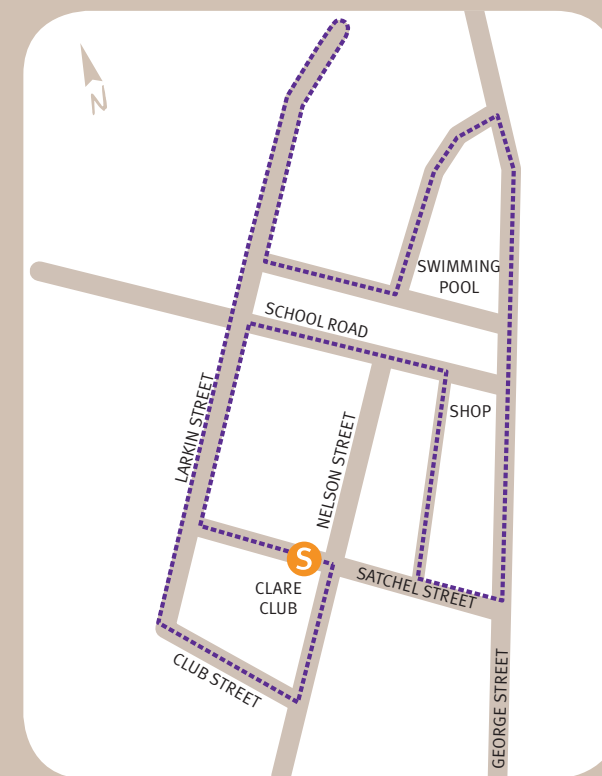 N
SWIMMING
POOL
SCHOOL ROAD
SHOP
LARKIN STREET
NELSON STREET
S
SATCHEL STREET
CLARE
CLUB
CLUB STREET
GEORGE STREET